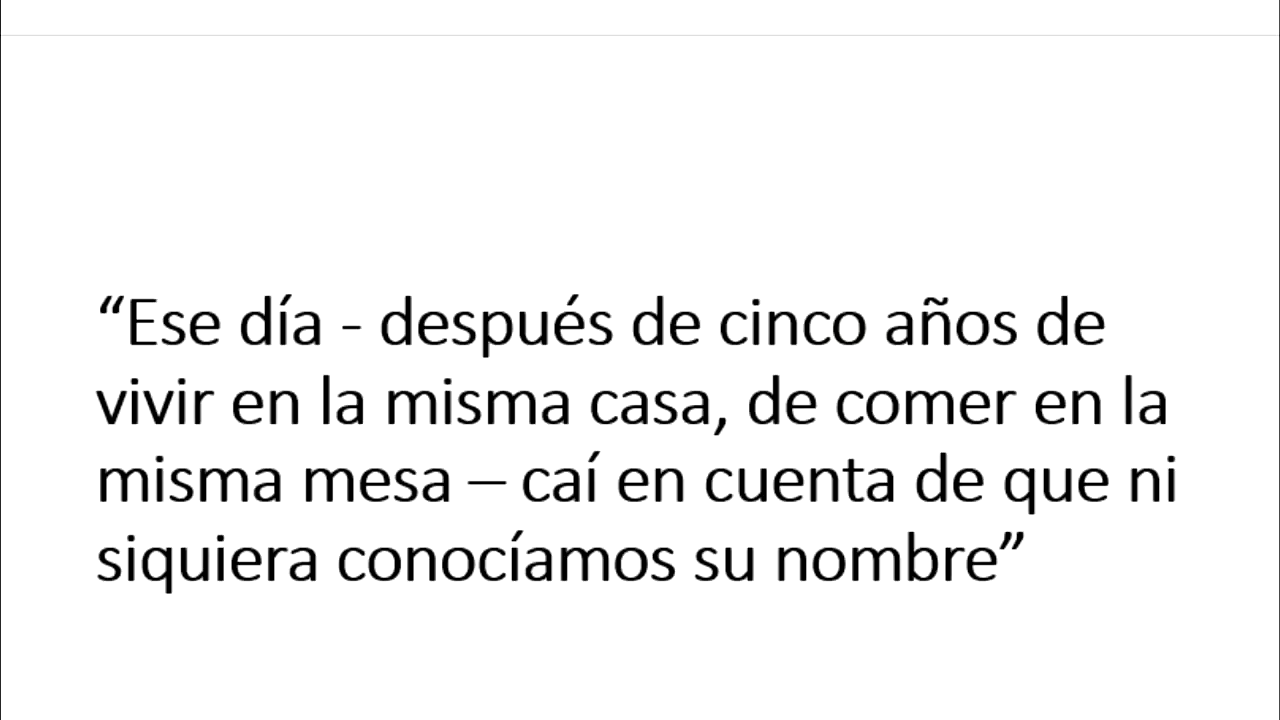 “Ese día - después de cinco años de
vivir en la misma casa, de comer en la
misma mesa – caí en cuenta de que ni
siquiera conocíamos su nombre”